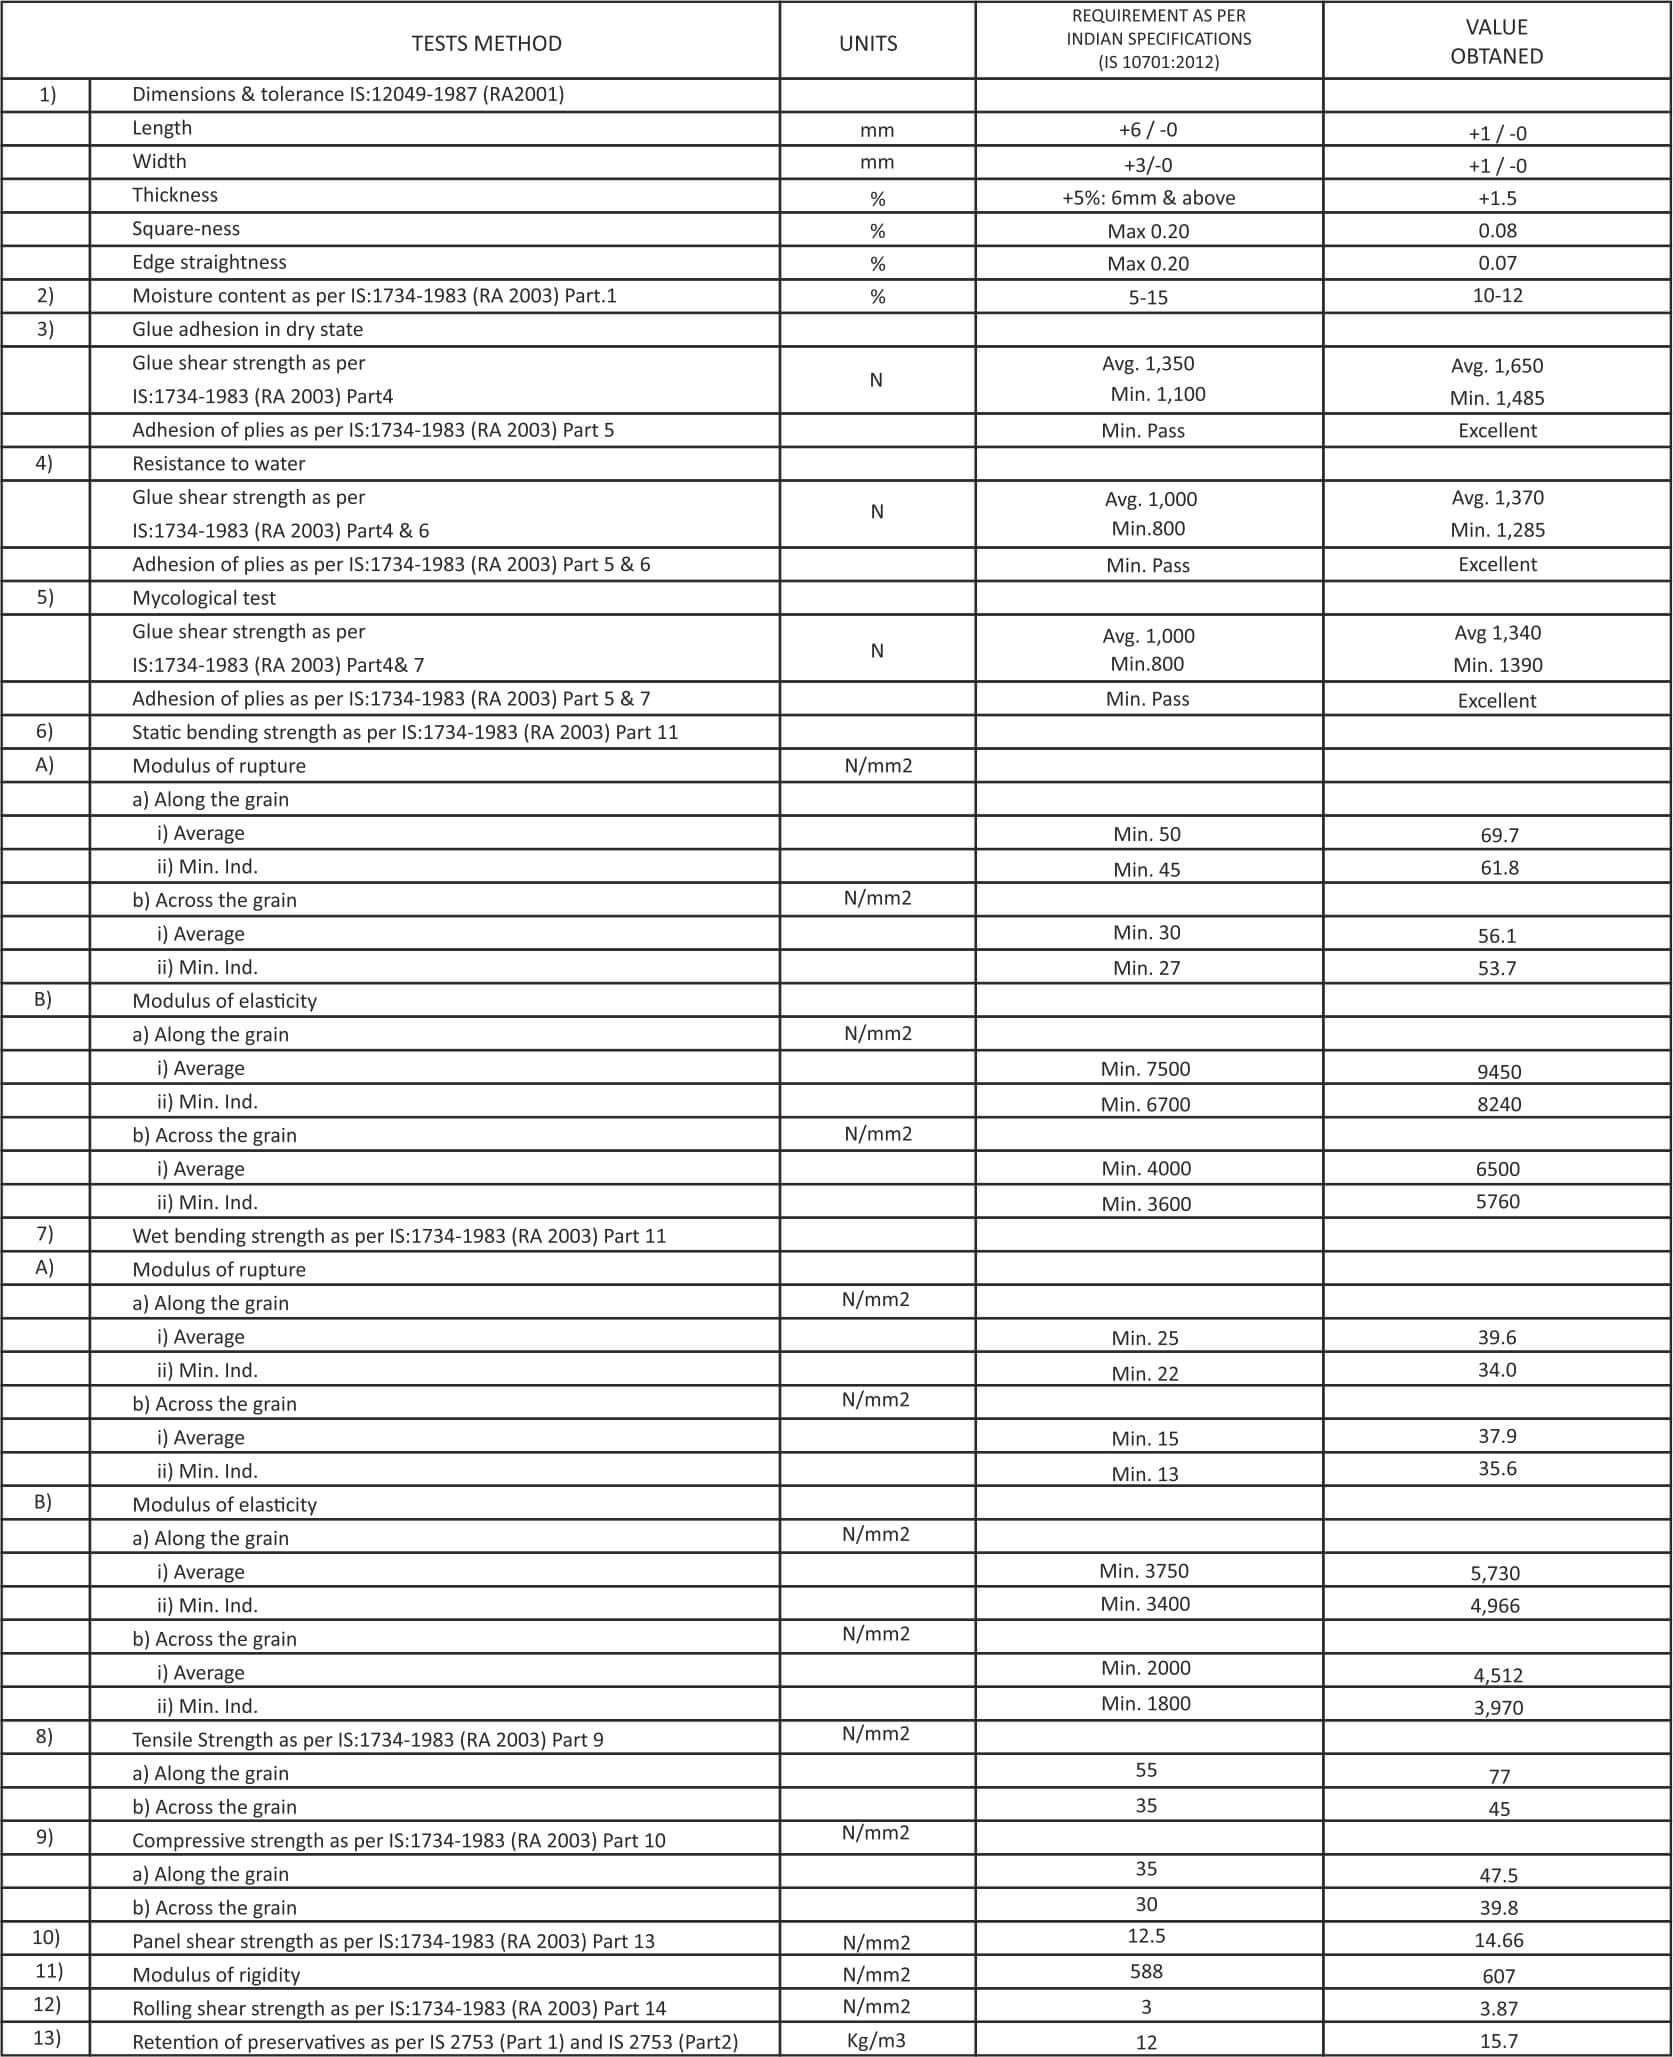 TESTS METHOD UNITS REQUIREMENT AS PER INDIAN SPECIFICATIONS (IS 10701:2012) VALUE OBTANED
1) Dimensions & tolerance IS:12049-1987 (RA2001)
Length mm +6 / -0 +1 / -0
Width mm +3/-0 +1 / -0
Thickness % +5%: 6mm & above +1.5
Square-ness % Max 0.20 0.08
Edge straightness % Max 0.20 0.07
2) Moisture content as per IS:1734-1983 (RA 2003) Part.1 % 5-15 10-12
3) Glue adhesion in dry state
Glue shear strength as per N Avg. 1,350 Avg. 1,650
IS:1734-1983 (RA 2003) Part4 Min. 1,100 Min. 1,485
Adhesion of plies as per IS:1734-1983 (RA 2003) Part 5 Min. Pass Excellent
4) Resistance to water
Glue shear strength as per N Avg. 1,000 Avg. 1,370
IS:1734-1983 (RA 2003) Part4 & 6 Min.800 Min. 1,285
Adhesion of plies as per IS:1734-1983 (RA 2003) Part 5 & 6 Min. Pass Excellent
5) Mycological test
Glue shear strength as per N Avg. 1,000 Avg 1,340
IS:1734-1983 (RA 2003) Part4& 7 Min.800 Min. 1390
Adhesion of plies as per IS:1734-1983 (RA 2003) Part 5 & 7 Min. Pass Excellent
6) Static bending strength as per IS:1734-1983 (RA 2003) Part 11
A) Modulus of rupture N/mm2
a) Along the grain
i) Average Min. 50 69.7
ii) Min. Ind. Min. 45 61.8
b) Across the grain N/mm2
i) Average Min. 30 56.1
ii) Min. Ind. Min. 27 53.7
B) Modulus of elasticity
a) Along the grain N/mm2
i) Average Min. 7500 9450
ii) Min. Ind. Min. 6700 8240
b) Across the grain N/mm2
i) Average Min. 4000 6500
ii) Min. Ind. Min. 3600 5760
7) Wet bending strength as per IS:1734-1983 (RA 2003) Part 11
A) Modulus of rupture
a) Along the grain N/mm2
i) Average Min. 25 39.6
ii) Min. Ind. Min. 22 34.0
b) Across the grain N/mm2
i) Average Min. 15 37.9
ii) Min. Ind. Min. 13 35.6
B) Modulus of elasticity
a) Along the grain N/mm2
i) Average Min. 3750 5,730
ii) Min. Ind. Min. 3400 4,966
b) Across the grain N/mm2
i) Average Min. 2000 4,512
ii) Min. Ind. Min. 1800 3,970
8) Tensile Strength as per IS:1734-1983 (RA 2003) Part 9 N/mm2
a) Along the grain 55 77
b) Across the grain 35 45
9) Compressive strength as per IS:1734-1983 (RA 2003) Part 10 N/mm2
a) Along the grain 35 47.5
b) Across the grain 30 39.8
10) Panel shear strength as per IS:1734-1983 (RA 2003) Part 13 N/mm2 12.5 14.66
11) Modulus of rigidity N/mm2 588 607
12) Rolling shear strength as per IS:1734-1983 (RA 2003) Part 14 N/mm2 3 3.87
13) Retention of preservatives as per IS 2753 (Part 1) and IS 2753 (Part2) Kg/m3 12 15.7